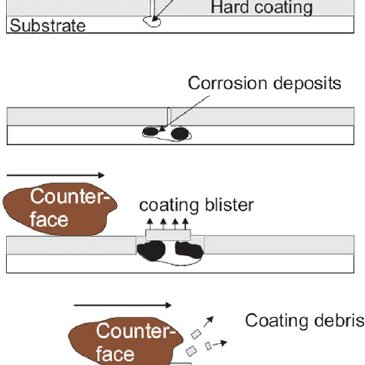 Hard coating
Substrate
Corrosion deposits
Counter-
face
coating blister
Coating debris
Counter-
face